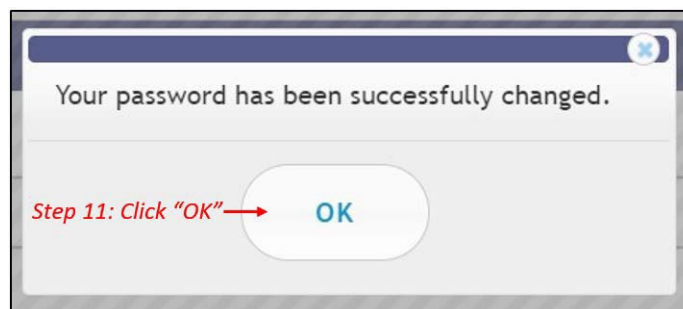 Your password has been successfully changed.
Step 11: Click “OK”
OK